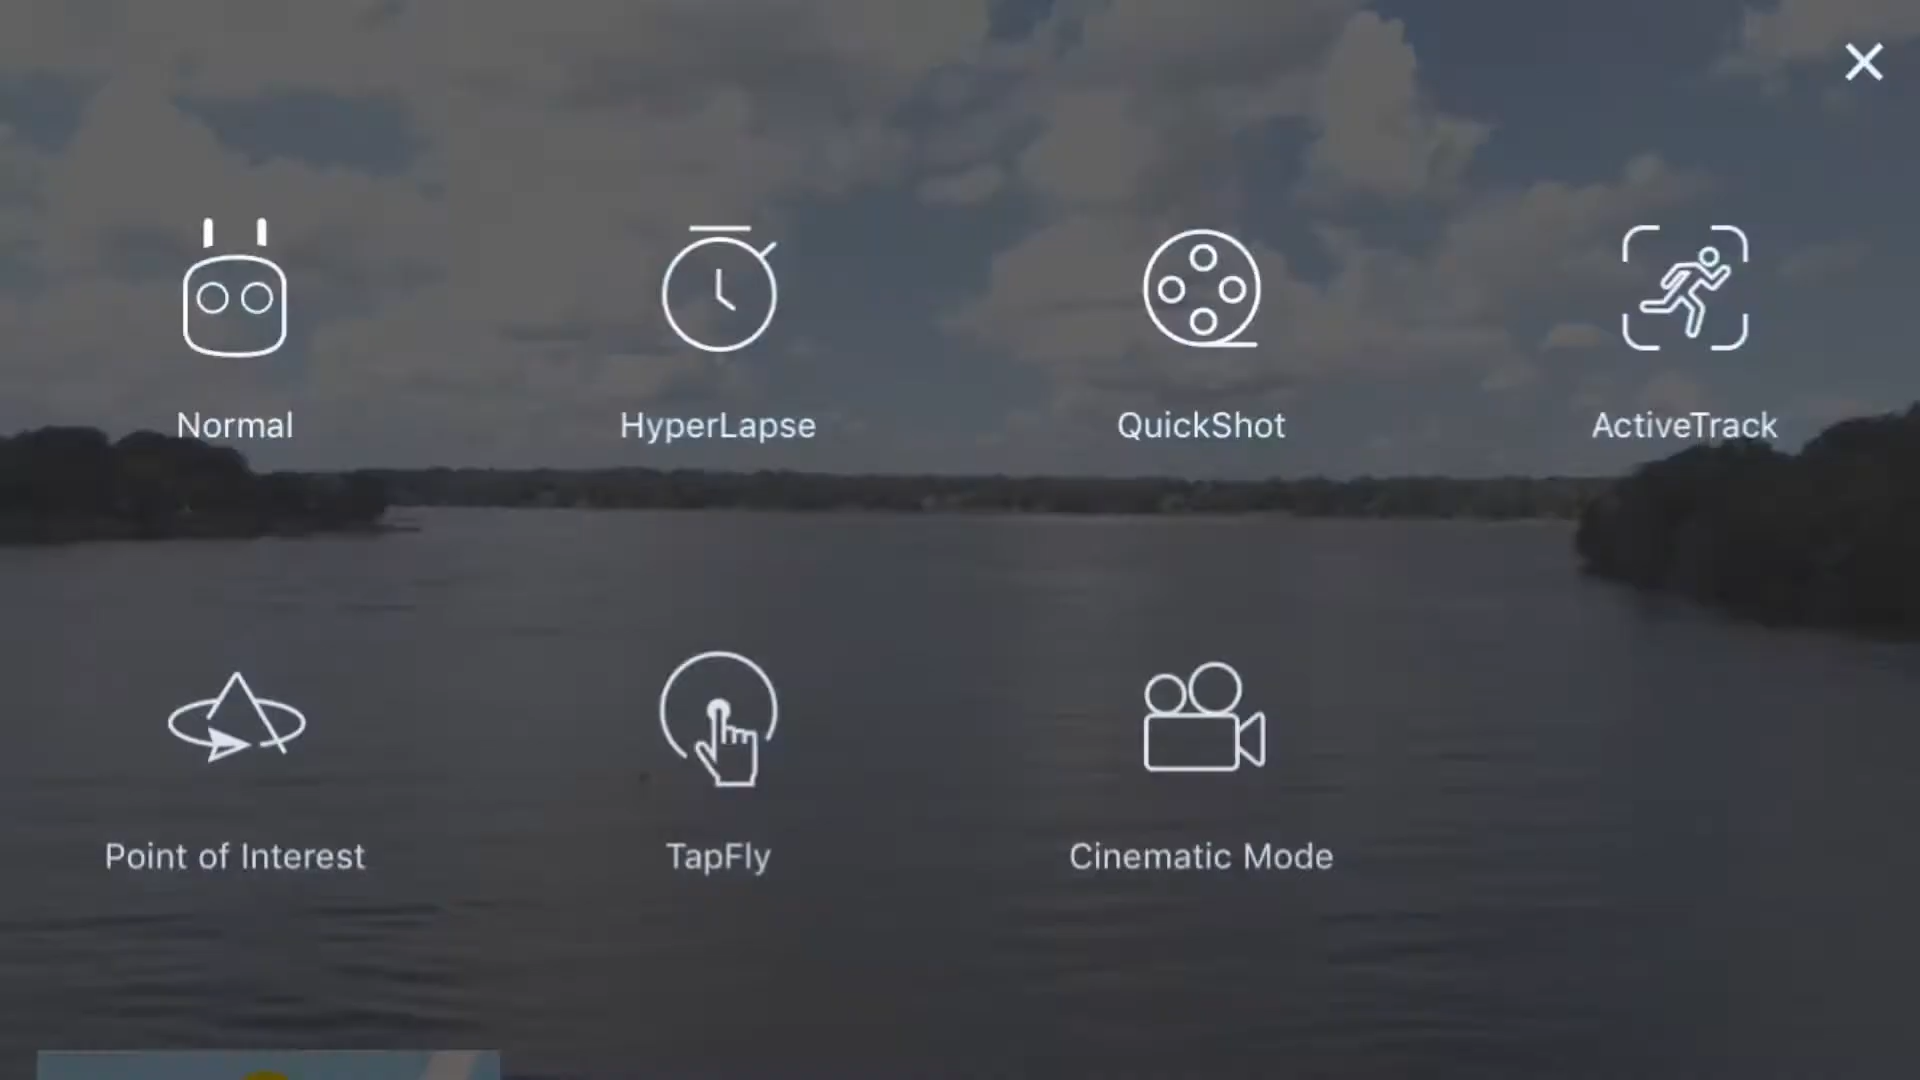 Normal
HyperLapse
QuickShot
ActiveTrack
Point of Interest
TapFly
Cinematic Mode